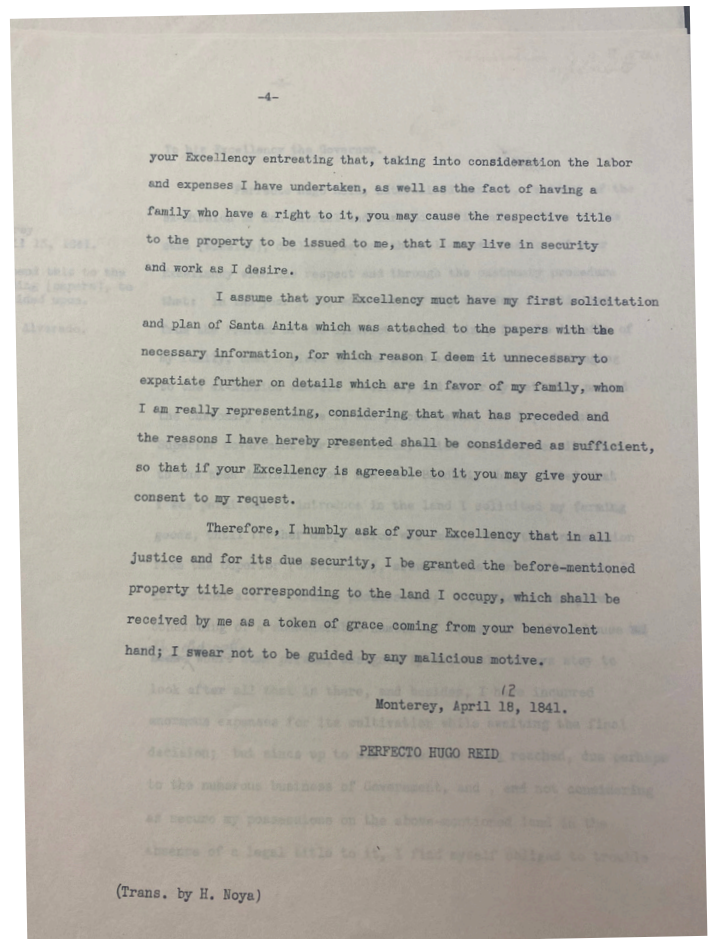 -4-
your Excellency entreating that, taking into consideration the labor
and expenses I have undertaken, as well as the fact of having a
family who have a right to it, you may cause the respective title
to the property to be issued to me, that I may live in security
and work as I desire.
I assume that your Excellency muct have my first solicitation
and plan of Santa Anita which was attached to the papers with the
necessary information, for which reason I deem it unnecessary to
expatiate further on details which are in favor of my family, whom
I am really representing, considering that what has preceded and
the reasons I have hereby presented shall be considered as sufficient,
so that if your Excellency is agreeable to it you may give your
consent to my request.
Therefore, I humbly ask of your Excellency that in all
justice and for its due security, I be granted the before-mentioned
property title corresponding to the land I occupy, which shall be
received by me as a token of grace coming from your benevolent
hand; I swear not to be guided by any malicious motive.
12
Monterey, April 18, 1841.
PERFECTO HUGO REID
(Trans. by H. Noya)